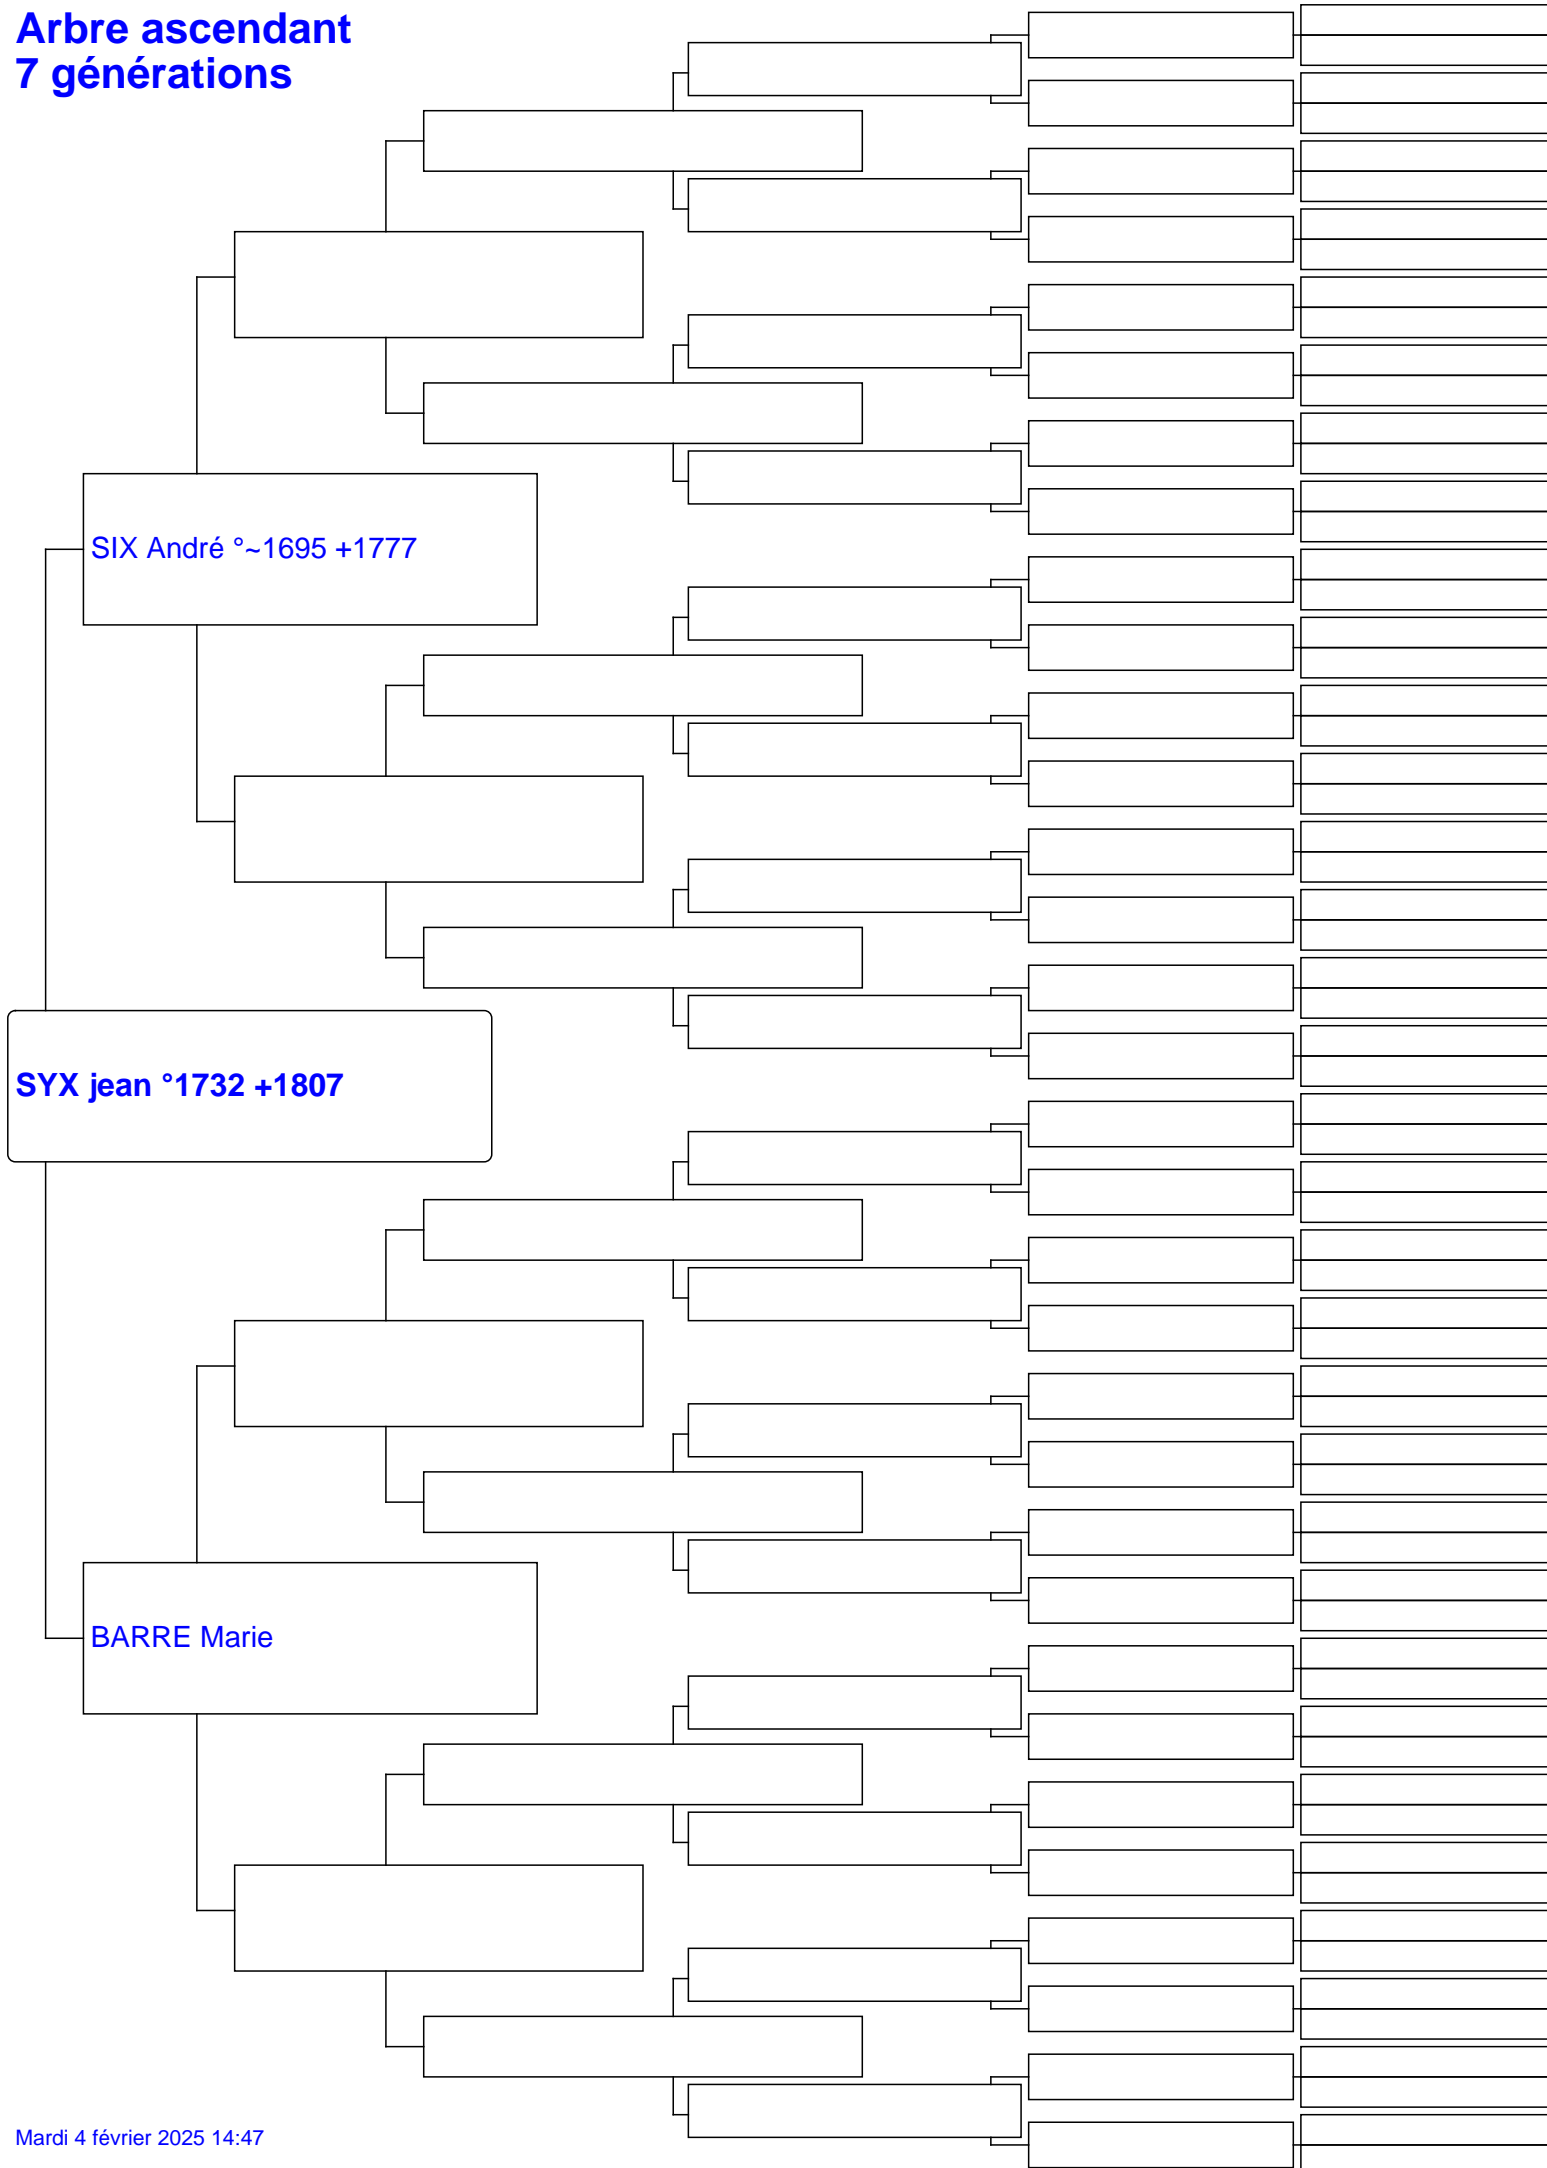 Arbre ascendant
7 générations
SIX André °~1695 +1777
SYX jean °1732 +1807
BARRE Marie
Mardi 4 février 2025 14:47